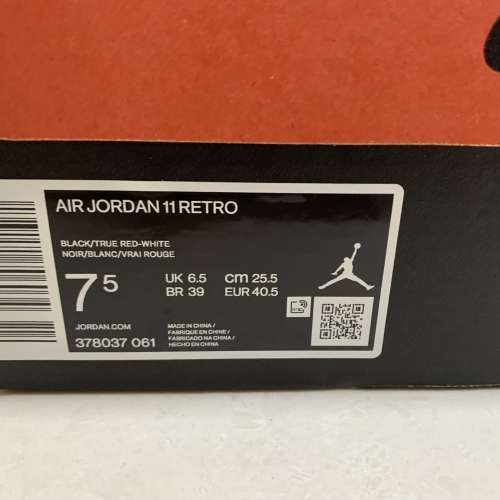 AIR JORDAN 11 RETRO
BLACK/TRUE RED-WHITE
NOIR/BLANC/VRAI ROUGE
7 5
UK 6.5
CM 25.5
BR 39
EUR 40.5
JORDAN.COM
378037 061
MADE IN CHINA /
FABRIQUE EN CHINE /
FABRICADO NA CHINA /
HECHO EN CHINA